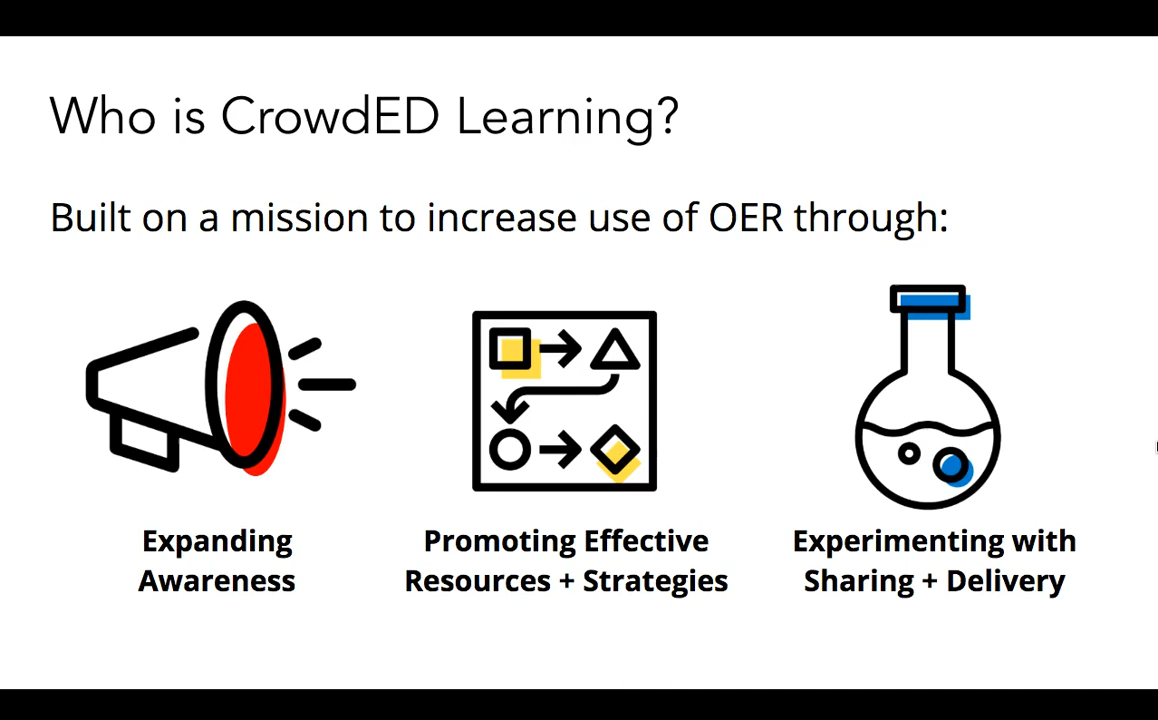 Who is CrowdED Learning?
Built on a mission to increase use of OER through:
Expanding
Awareness
Promoting Effective
Resources + Strategies
Experimenting with
Sharing + Delivery